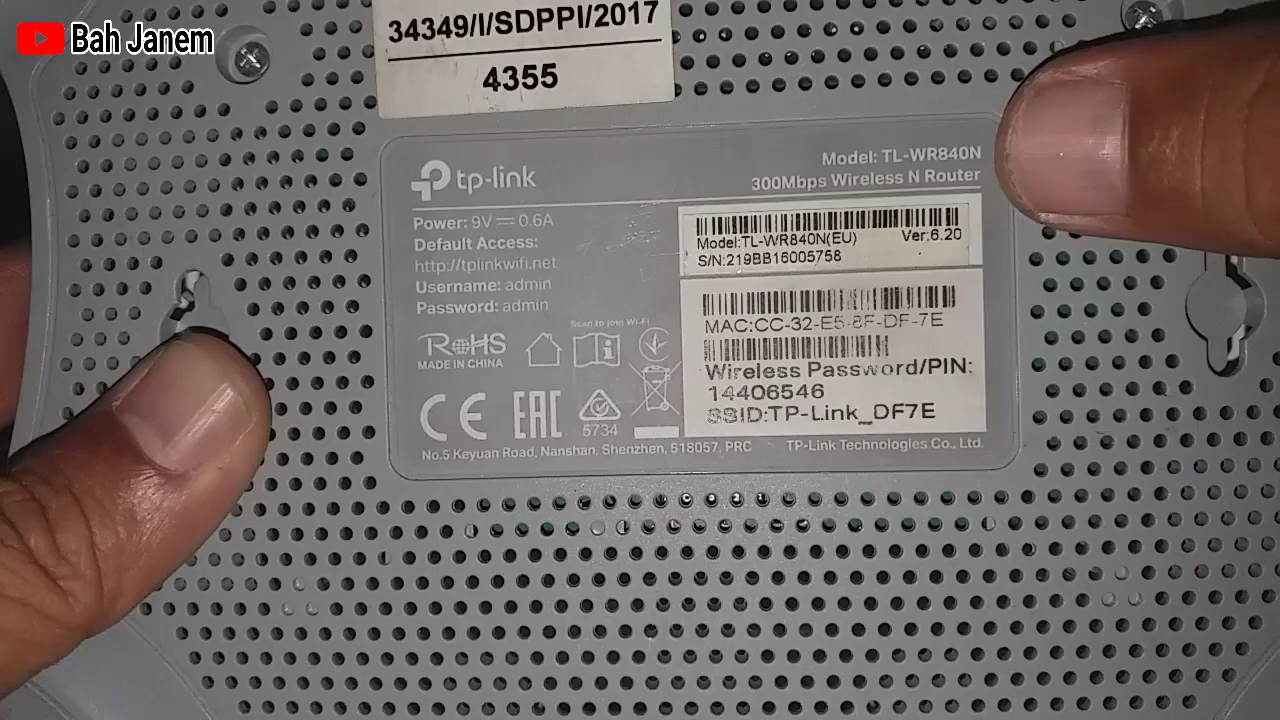 Bah Janem
34349/I/SDPPI/2017
4355
tp-link
Model: TL-WR840N
300Mbps Wireless N Router
Power: 9V ⎓ 0.6A
Default Access:
http://tplinkwifi.net
Username: admin
Password: admin
Model:TL-WR840N(EU) Ver:6.20
S/N:219BB16005758
MAC:CC-32-E5-8F-DF-7E
Wireless Password/PIN:
14406546
SSID:TP-Link_DF7E
Scan to join Wi-Fi
RoHS
MADE IN CHINA
CE
EAC
5734
No.5 Keyuan Road, Nanshan, Shenzhen, 518057, PRC
TP-Link Technologies Co., Ltd.